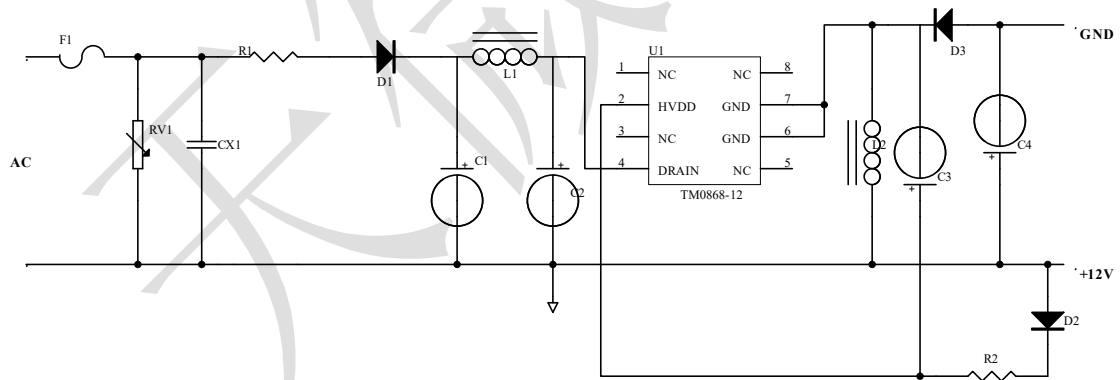 F1
GND
D3
R1
D1
L1
U1
1
NC
NC
8
2
HVDD
GND
7
3
NC
GND
6
4
DRAIN
NC
5
TM0868-12
RV1
CX1
AC
C1
C2
L2
C3
C4
+12V
D2
R2